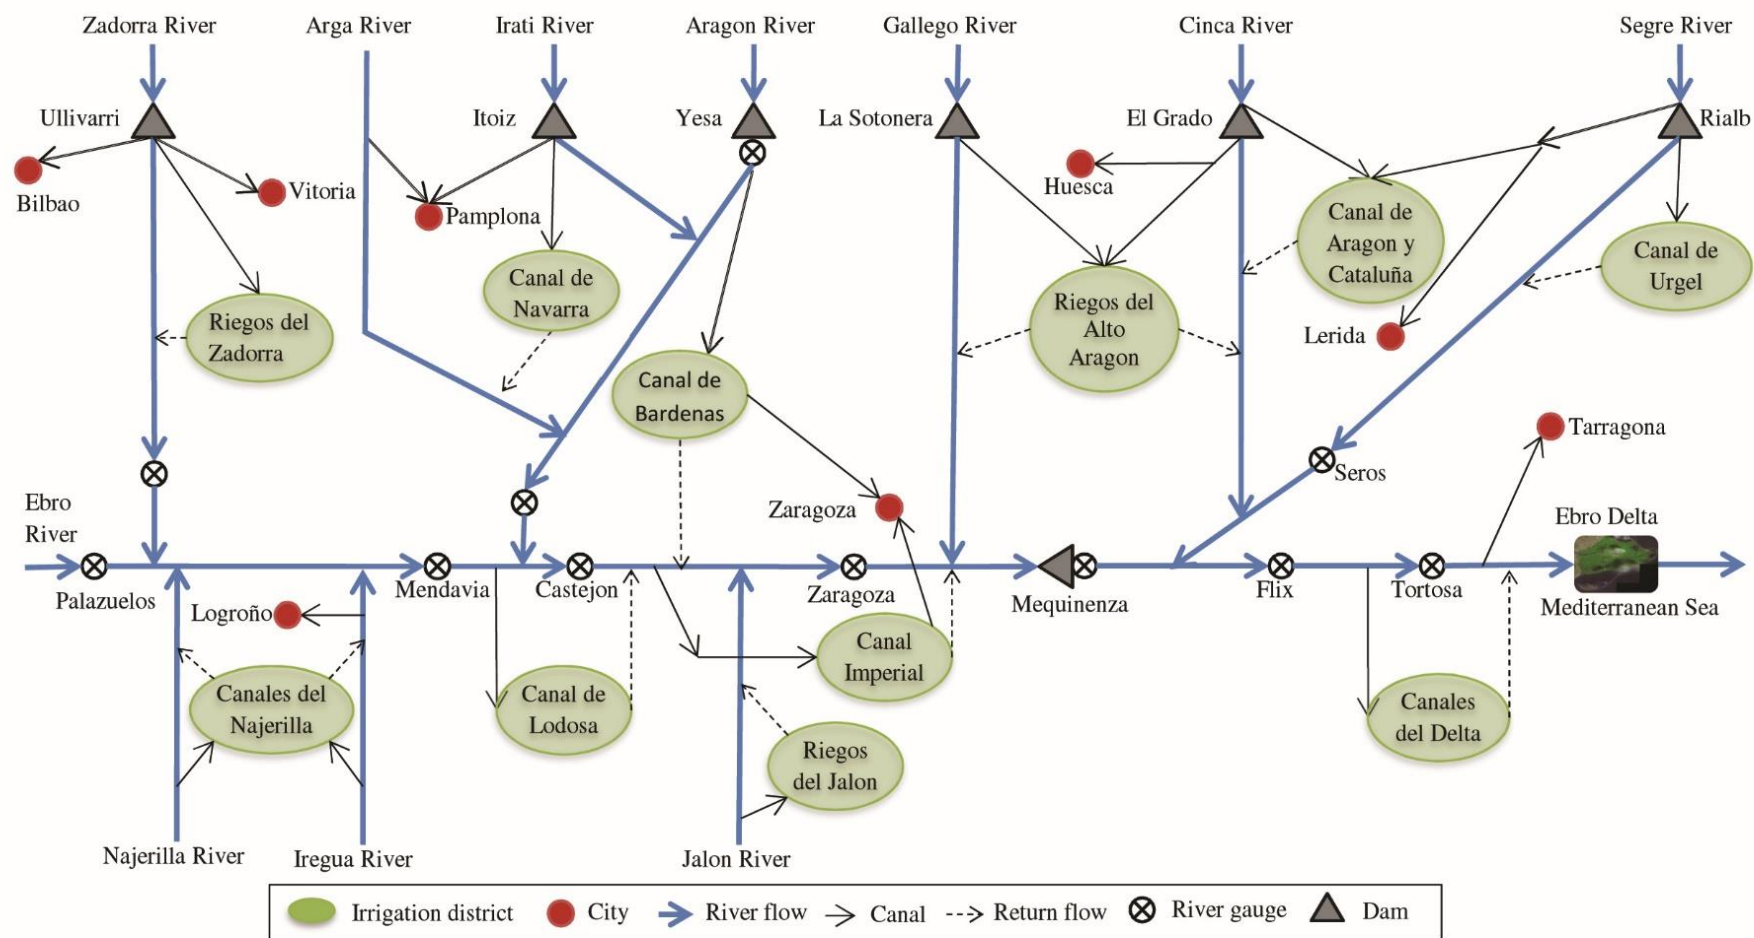 Zadorra River
Arga River
Irati River
Aragon River
Gallego River
Cinca River
Segre River
Ullivarri
Itoiz
Yesa
La Sotonera
El Grado
Rialb
Bilbao
Vitoria
Pamplona
Huesca
Canal de
Navarra
Canal de
Aragon y
Cataluña
Canal de
Urgel
Riegos del
Zadorra
Riegos del
Alto
Aragon
Lerida
Canal de
Bardenas
Tarragona
Seros
Zaragoza
Ebro
River
Ebro Delta
Palazuelos
Mendavia
Castejon
Zaragoza
Mequinenza
Flix
Tortosa
Mediterranean Sea
Logroño
Canales del
Najerilla
Canal de
Lodosa
Canal
Imperial
Riegos
del Jalon
Canales
del Delta
Najerilla River
Iregua River
Jalon River
Irrigation district
City
River flow
Canal
Return flow
River gauge
Dam